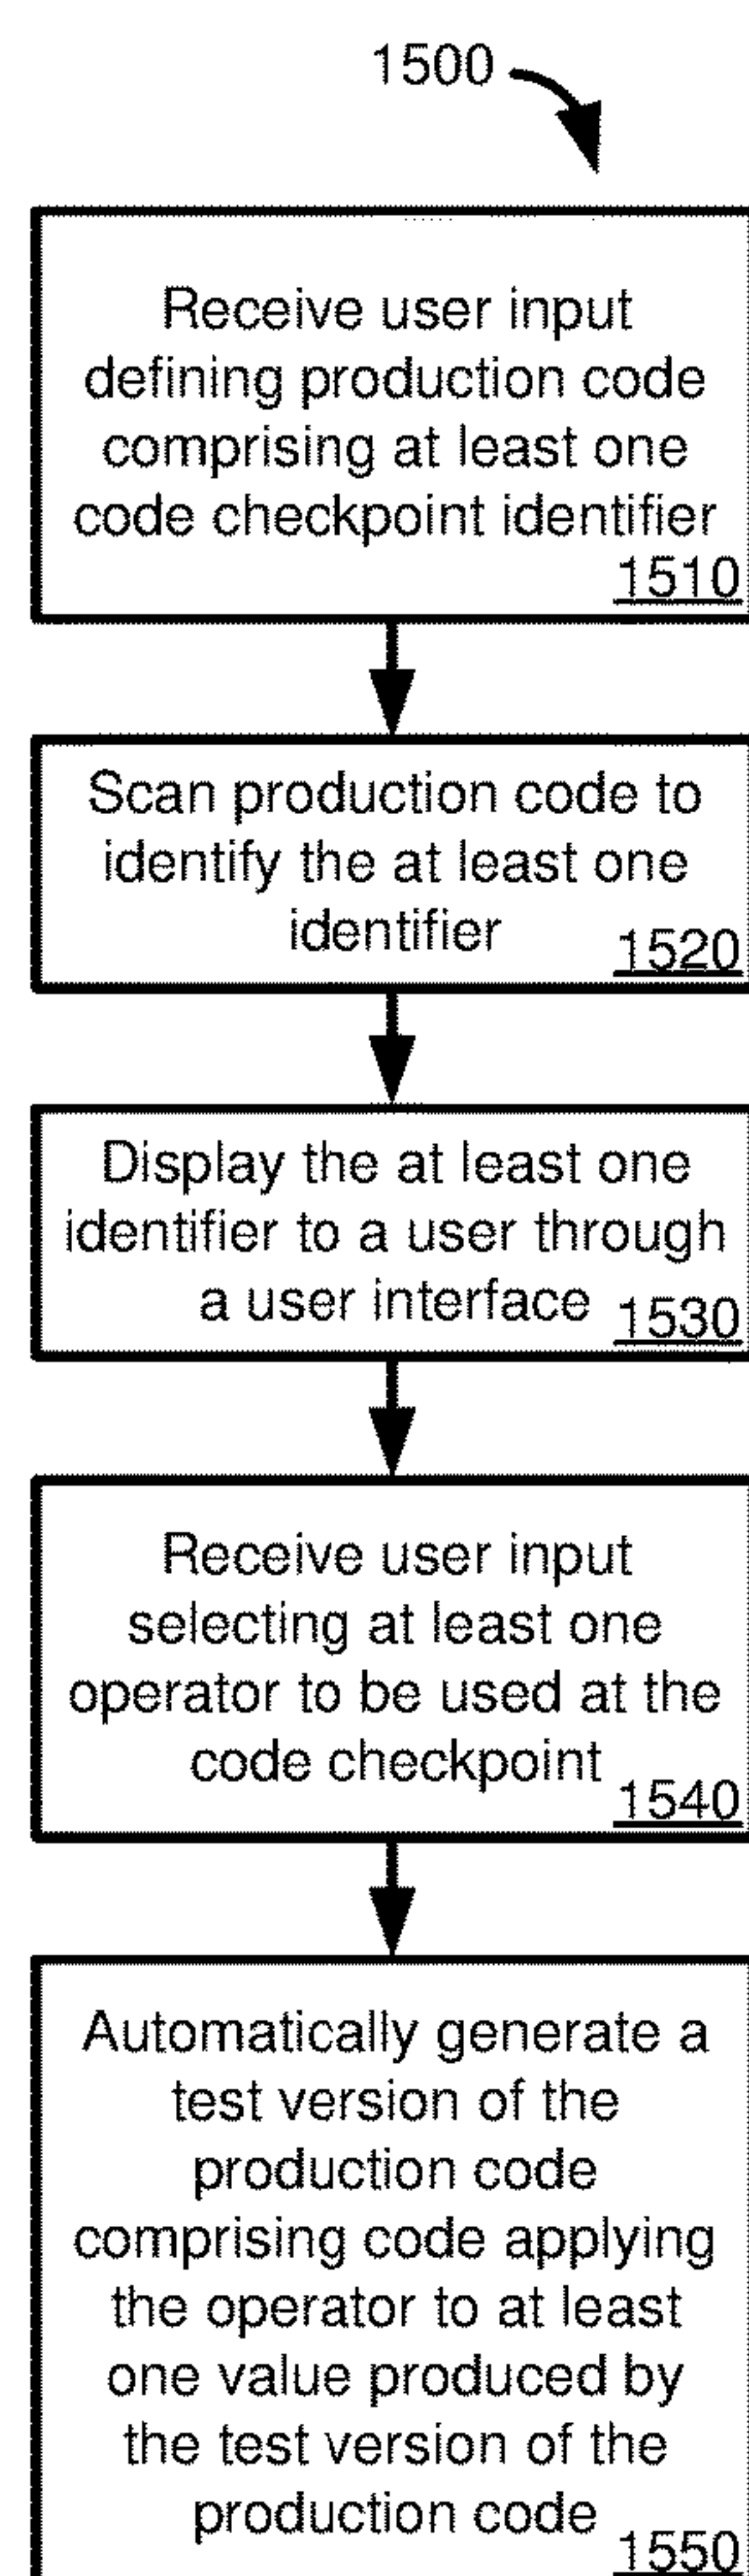 1500
Receive user input
defining production code
comprising at least one
code checkpoint identifier
1510
Scan production code to
identify the at least one
identifier
1520
Display the at least one
identifier to a user through
a user interface
1530
Receive user input
selecting at least one
operator to be used at the
code checkpoint
1540
Automatically generate a
test version of the
production code
comprising code applying
the operator to at least
one value produced by
the test version of the
production code
1550